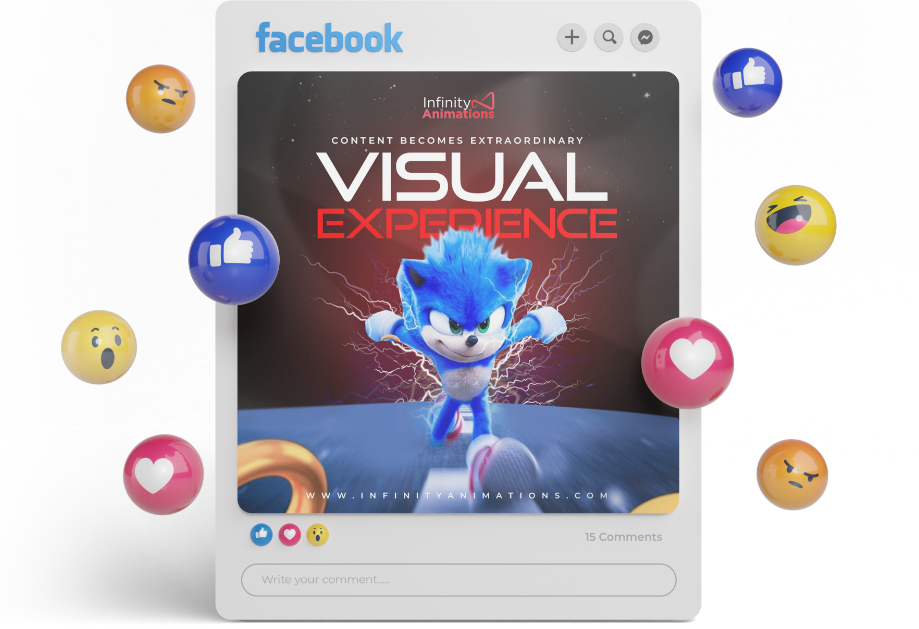 facebook
Infinity
Animations
CONTENT BECOMES EXTRAORDINARY
VISUAL
EXPERIENCE
WWW.INFINITYANIMATIONS.COM
15 Comments
Write your comment.....